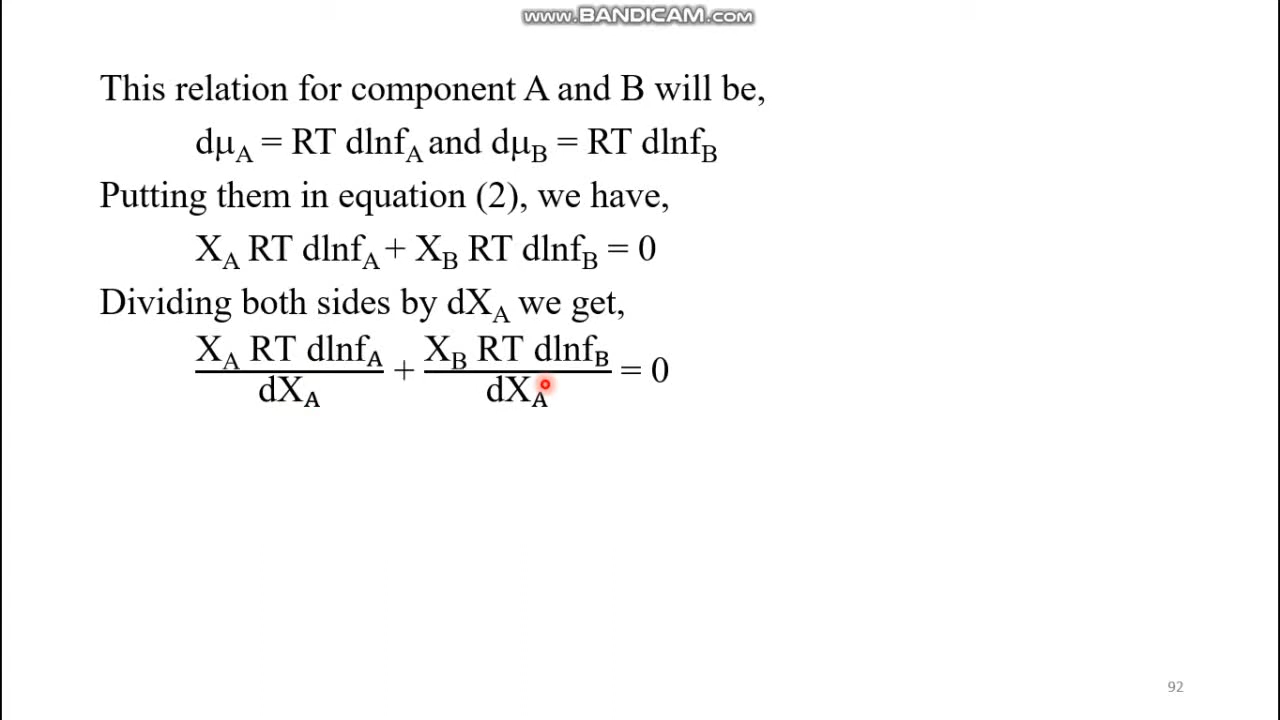 www.BANDICAM.com
This relation for component A and B will be,
dμ_A = RT dlnf_A and dμ_B = RT dlnf_B
Putting them in equation (2), we have,
X_A RT dlnf_A + X_B RT dlnf_B = 0
Dividing both sides by dX_A we get,
X_A RT dlnf_A / dX_A + X_B RT dlnf_B / dX_A = 0
92